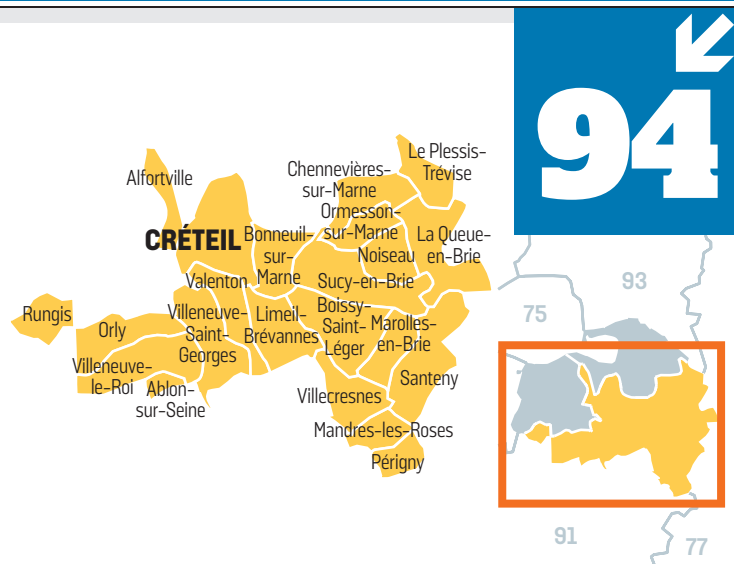 94
Le Plessis-
Trévise
Chennevières-
sur-Marne
Alfortville
Ormesson-
sur-Marne
CRÉTEIL
Bonneuil-
sur-
Marne
La Queue-
en-Brie
Noiseau
Valenton
Sucy-en-Brie
Rungis
Orly
Villeneuve-
Saint-
Georges
Limeil-
Brévannes
Boissy-
Saint-
Léger
Marolles-
en-Brie
Villeneuve-
le-Roi
Ablon-
sur-Seine
Santeny
Villecresnes
Mandres-les-Roses
Périgny
93
75
91
77